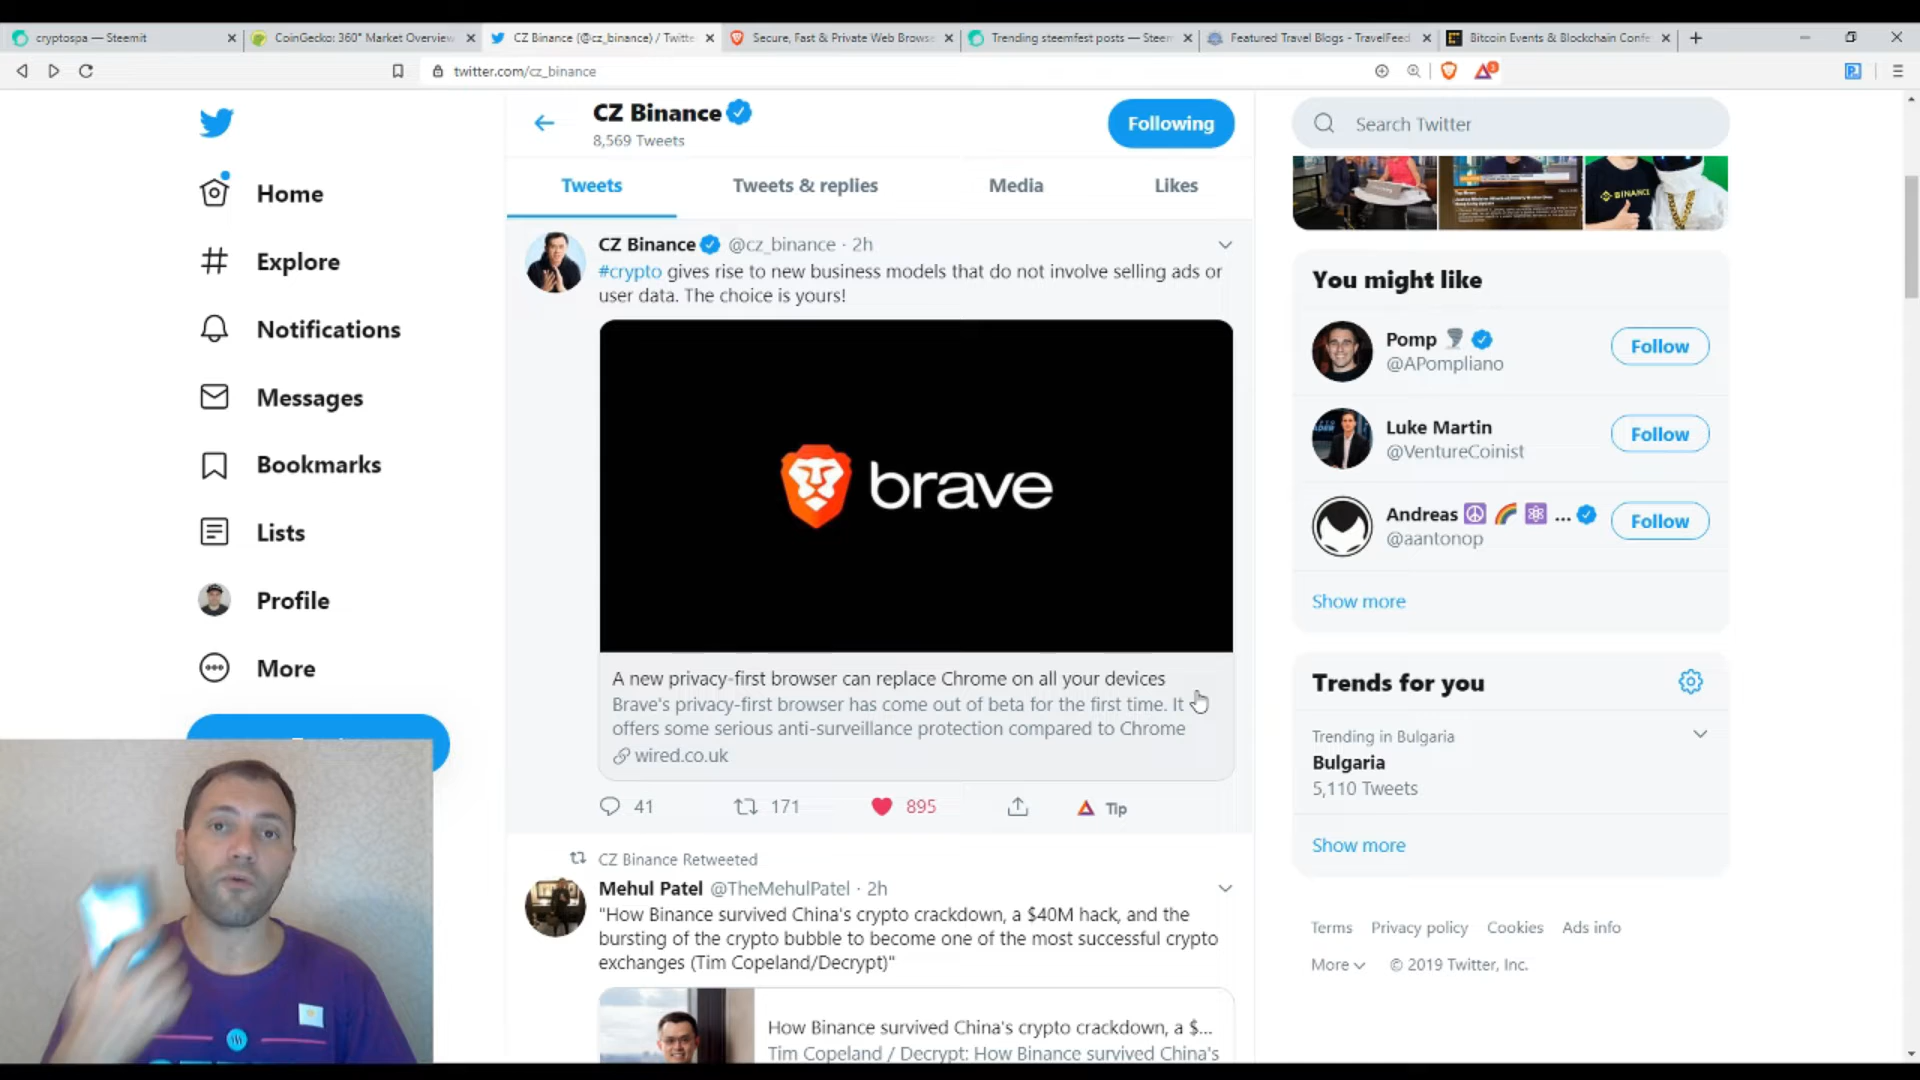 cryptospa — Steemit
CoinGecko: 360° Market Overview
CZ Binance (@cz_binance) / Twitte
Secure, Fast & Private Web Browse
Trending steemfest posts — Steem
Featured Travel Blogs - TravelFeed
Bitcoin Events & Blockchain Confe
twitter.com/cz_binance
Home
Explore
Notifications
Messages
Bookmarks
Lists
Profile
More
CZ Binance
8,569 Tweets
Following
Tweets
Tweets & replies
Media
Likes
CZ Binance @cz_binance · 2h
#crypto gives rise to new business models that do not involve selling ads or
user data. The choice is yours!
brave
A new privacy-first browser can replace Chrome on all your devices
Brave's privacy-first browser has come out of beta for the first time. It
offers some serious anti-surveillance protection compared to Chrome
wired.co.uk
41
171
895
Tip
CZ Binance Retweeted
Mehul Patel @TheMehulPatel · 2h
"How Binance survived China's crypto crackdown, a $40M hack, and the
bursting of the crypto bubble to become one of the most successful crypto
exchanges (Tim Copeland/Decrypt)"
How Binance survived China's crypto crackdown, a $...
Tim Copeland / Decrypt: How Binance survived China's
Search Twitter
BINANCE
You might like
Pomp
@APompliano
Follow
Luke Martin
@VentureCoinist
Follow
Andreas ...
@aantonop
Follow
Show more
Trends for you
Trending in Bulgaria
Bulgaria
5,110 Tweets
Show more
Terms Privacy policy Cookies Ads info
More © 2019 Twitter, Inc.